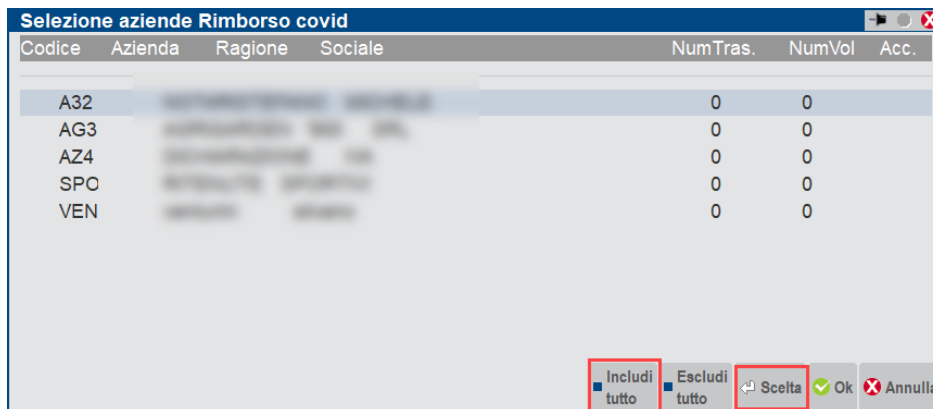 Selezione aziende Rimborso covid
Codice Azienda Ragione Sociale NumTras. NumVol Acc.
A32 0 0
AG3 0 0
AZ4 0 0
SPO 0 0
VEN 0 0
Includi tutto Escludi tutto Scelta Ok Annulla